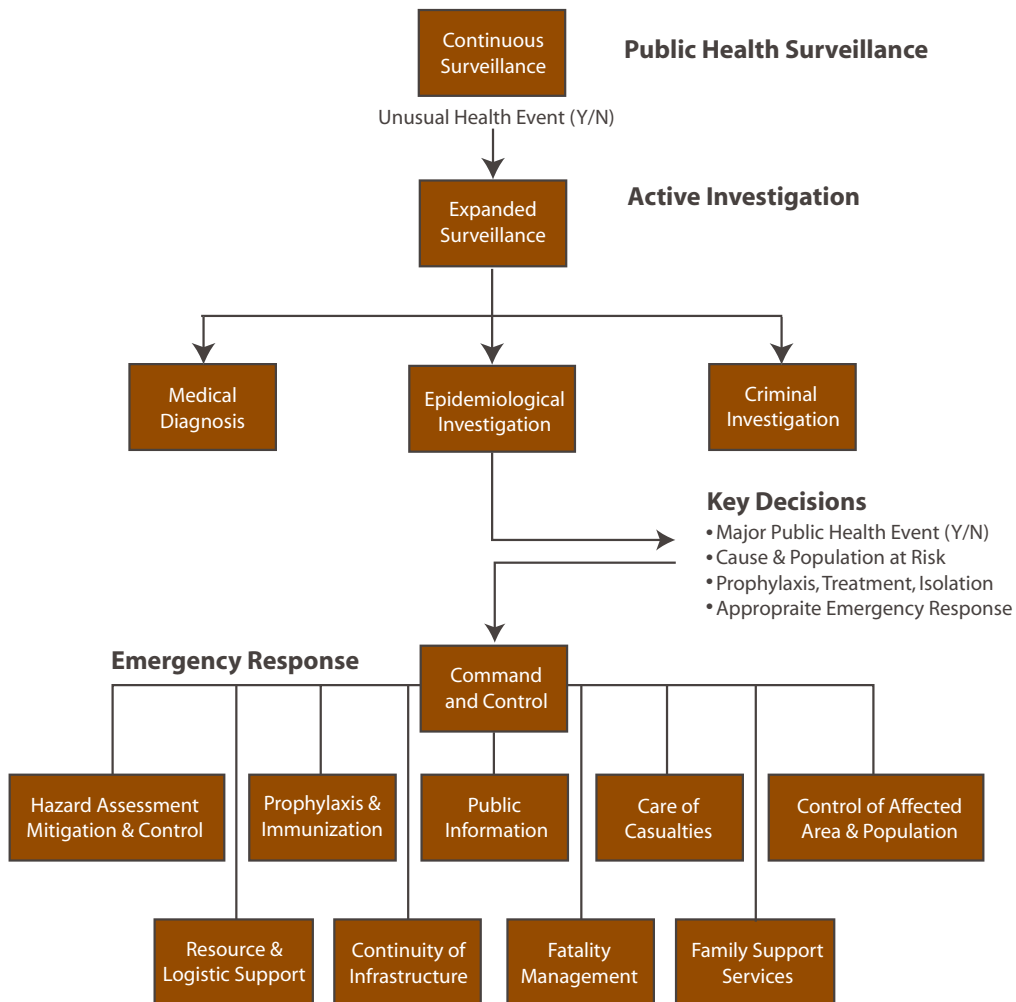 Continuous
Surveillance
Public Health Surveillance
Unusual Health Event (Y/N)
Expanded
Surveillance
Active Investigation
Medical
Diagnosis
Epidemiological
Investigation
Criminal
Investigation
Key Decisions
• Major Public Health Event (Y/N)
• Cause & Population at Risk
• Prophylaxis, Treatment, Isolation
• Appropraite Emergency Response
Emergency Response
Command
and Control
Hazard Assessment
Mitigation & Control
Prophylaxis &
Immunization
Public
Information
Care of
Casualties
Control of Affected
Area & Population
Resource &
Logistic Support
Continuity of
Infrastructure
Fatality
Management
Family Support
Services